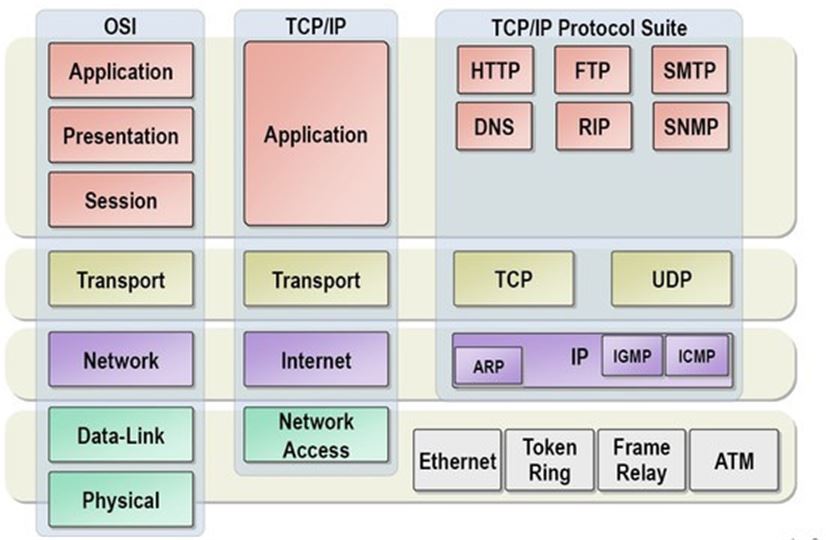 OSI
TCP/IP
TCP/IP Protocol Suite
Application
Presentation
Session
Application
HTTP
FTP
SMTP
DNS
RIP
SNMP
Transport
Transport
TCP
UDP
Network
Internet
ARP
IP
IGMP
ICMP
Data-Link
Physical
Network
Access
Ethernet
Token
Ring
Frame
Relay
ATM